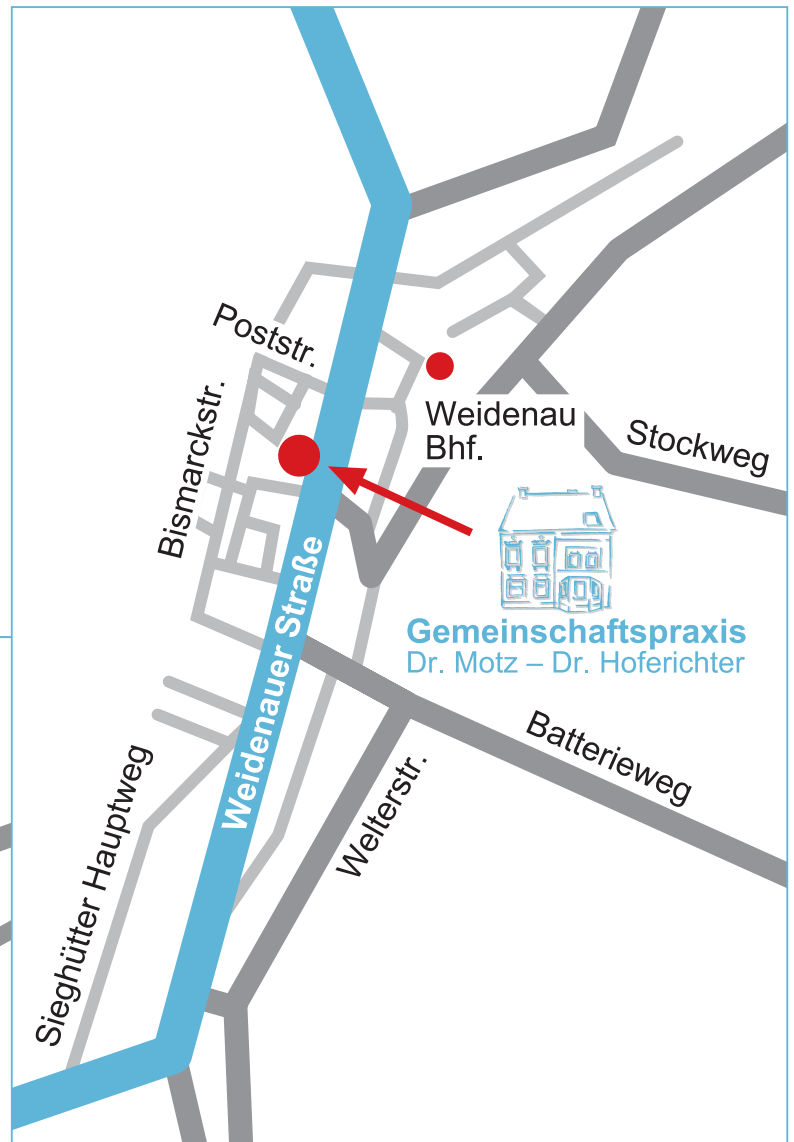 Poststr.
Bismarckstr.
Weidenau
Bhf.
Stockweg
Weidenauer Straße
Gemeinschaftspraxis
Dr. Motz – Dr. Hoferichter
Batterieweg
Welterstr.
Sieghütter Hauptweg